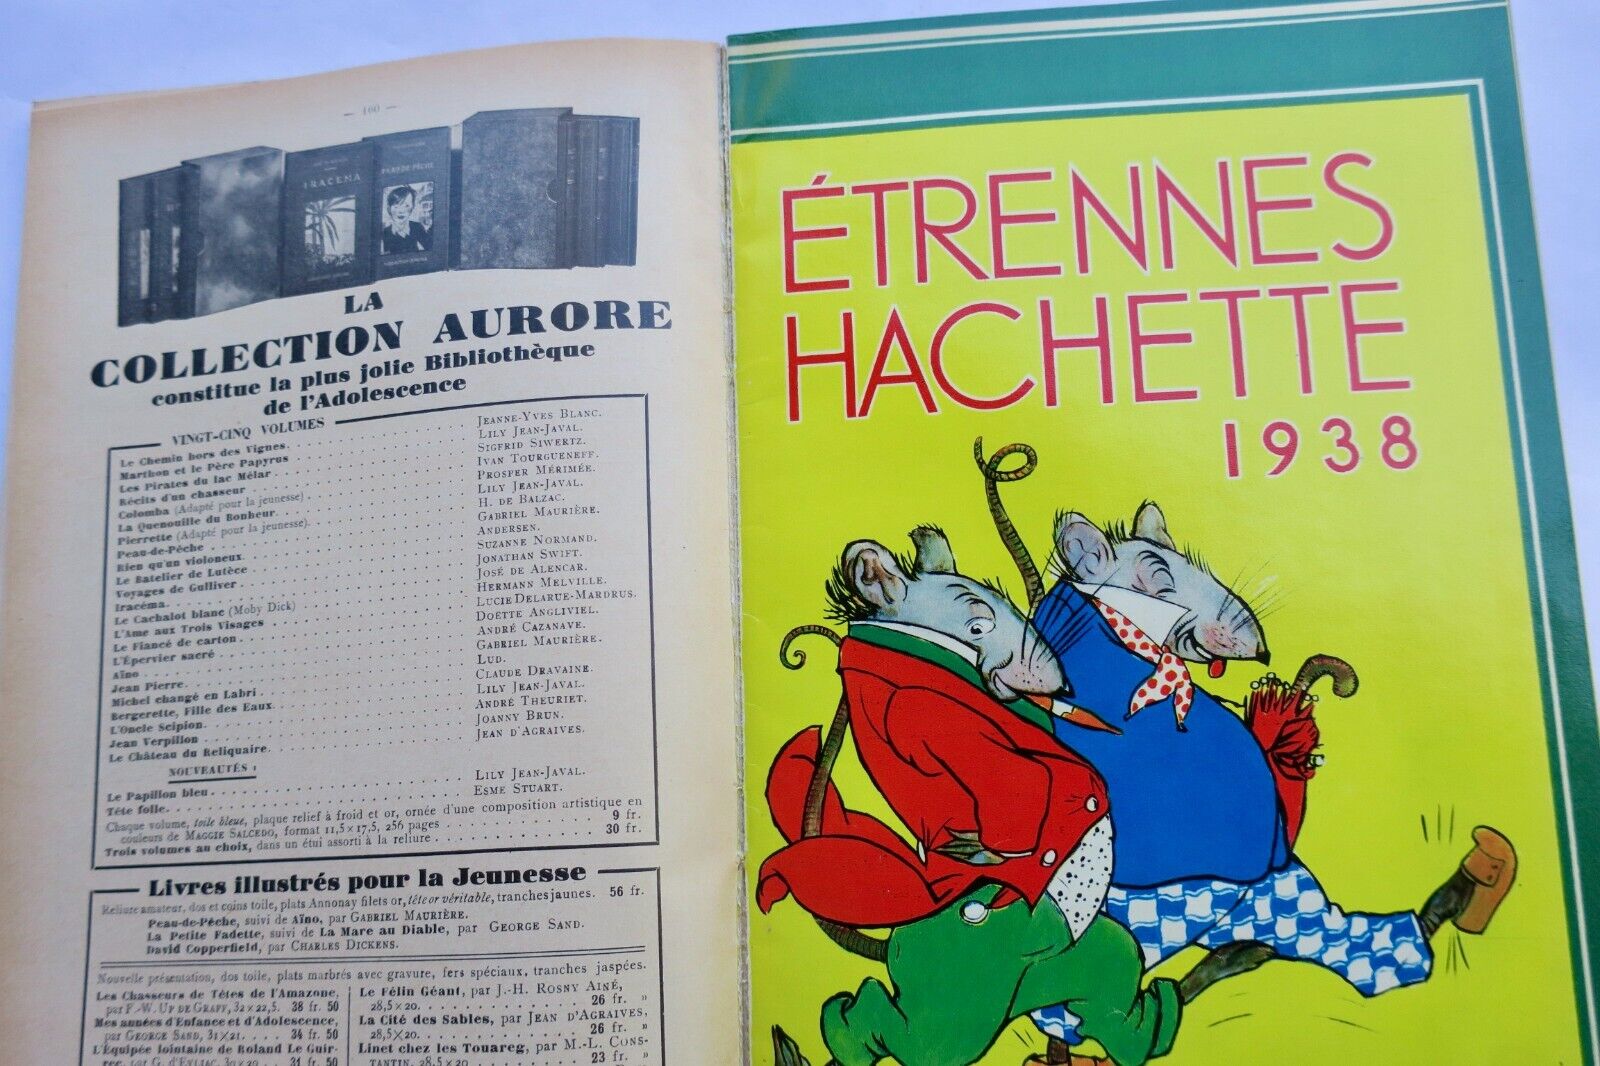 — 160 —
IRACÉMA
PEAU-DE-PÊCHE
LA
COLLECTION AURORE
constitue la plus jolie Bibliothèque
de l'Adolescence
VINGT-CINQ VOLUMES
Le Chemin hors des Vignes. JEANNE-YVES BLANC.
Marthon et le Père Papyrus LILY JEAN-JAVAL.
Les Pirates du lac Mélar SIGFRID SIWERTZ.
Récits d'un chasseur IVAN TOURGUENEFF.
Colomba (Adapté pour la jeunesse) PROSPER MÉRIMÉE.
La Quenouille du Bonheur. LILY JEAN-JAVAL.
Pierrette (Adapté pour la jeunesse). H. DE BALZAC.
Peau-de-Pêche GABRIEL MAURIÈRE.
Rien qu'un violoneux ANDERSEN.
Le Batelier de Lutèce SUZANNE NORMAND.
Voyages de Gulliver JONATHAN SWIFT.
Iracéma. JOSÉ DE ALENCAR.
Le Cachalot blanc (Moby Dick) HERMANN MELVILLE.
L'Ame aux Trois Visages LUCIE DELARUE-MARDRUS.
Le Fiancé de carton DOETTE ANGLIVIEL.
L'Épervier sacré ANDRÉ CAZANAVE.
Aïno GABRIEL MAURIÈRE.
Jean Pierre LUD.
Michel changé en Labri CLAUDE DRAVAINE.
Bergerette, Fille des Eaux LILY JEAN-JAVAL.
L'Oncle Scipion ANDRÉ THEURIET.
Jean Verpillon JOANNY BRUN.
Le Château du Reliquaire. JEAN D'AGRAIVES.
NOUVEAUTÉS :
Le Papillon bleu LILY JEAN-JAVAL.
Tête folle ESME STUART.
Chaque volume, toile bleue, plaque relief à froid et or, ornée d'une composition artistique en
couleurs de MAGGIE SALCEDO, format 11,5×17,5, 256 pages 9 fr.
Trois volumes au choix, dans un étui assorti à la reliure 30 fr.
Livres illustrés pour la Jeunesse
Reliure amateur, dos et coins toile, plats Annonay filets or, tête or véritable, tranches jaunes. 56 fr.
Peau-de-Pêche, suivi de Aïno, par GABRIEL MAURIÈRE.
La Petite Fadette, suivi de La Mare au Diable, par GEORGE SAND.
David Copperfield, par CHARLES DICKENS.
Nouvelle présentation, dos toile, plats marbrés avec gravure, fers spéciaux, tranches jaspées.
Les Chasseurs de Têtes de l'Amazone,
par F.-W. UP DE GRAFF, 32×22,5. 38 fr. 50
Mes années d'Enfance et d'Adolescence,
par GEORGE SAND, 31×21 34 fr. 50
L'Équipée lointaine de Roland Le Guir-
Le Félin Géant, par J.-H. ROSNY AINÉ,
28,5×20 26 fr. »
La Cité des Sables, par JEAN D'AGRAIVES,
28,5×20 26 fr. »
Linet chez les Touareg, par M.-L. CONS-
TANTIN, 28,5×20 23 fr. »
ÉTRENNES
HACHETTE
1938